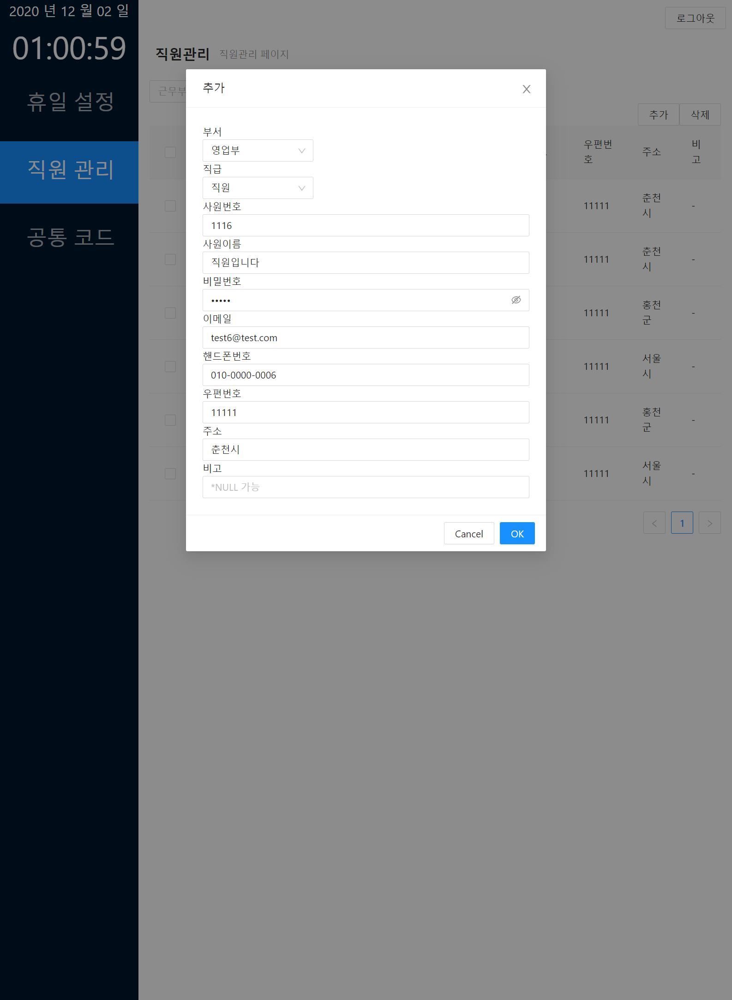 2020 년 12 월 02 일
01:00:59
휴일 설정
직원 관리
공통 코드
로그아웃
직원관리 직원관리 페이지
근무부
추가 삭제
우편번호 주소 비고
11111 춘천시 -
11111 춘천시 -
11111 홍천군 -
11111 서울시 -
11111 홍천군 -
11111 서울시 -
1
추가
부서
영업부
직급
직원
사원번호
1116
사원이름
직원입니다
비밀번호
•••••
이메일
test6@test.com
핸드폰번호
010-0000-0006
우편번호
11111
주소
춘천시
비고
*NULL 가능
Cancel OK